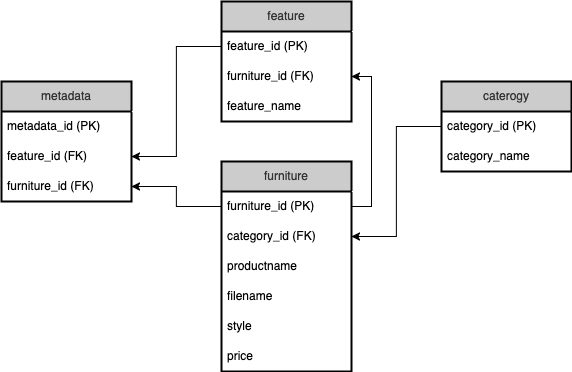 feature
feature_id (PK)
furniture_id (FK)
feature_name
metadata
metadata_id (PK)
feature_id (FK)
furniture_id (FK)
caterogy
category_id (PK)
category_name
furniture
furniture_id (PK)
category_id (FK)
productname
filename
style
price